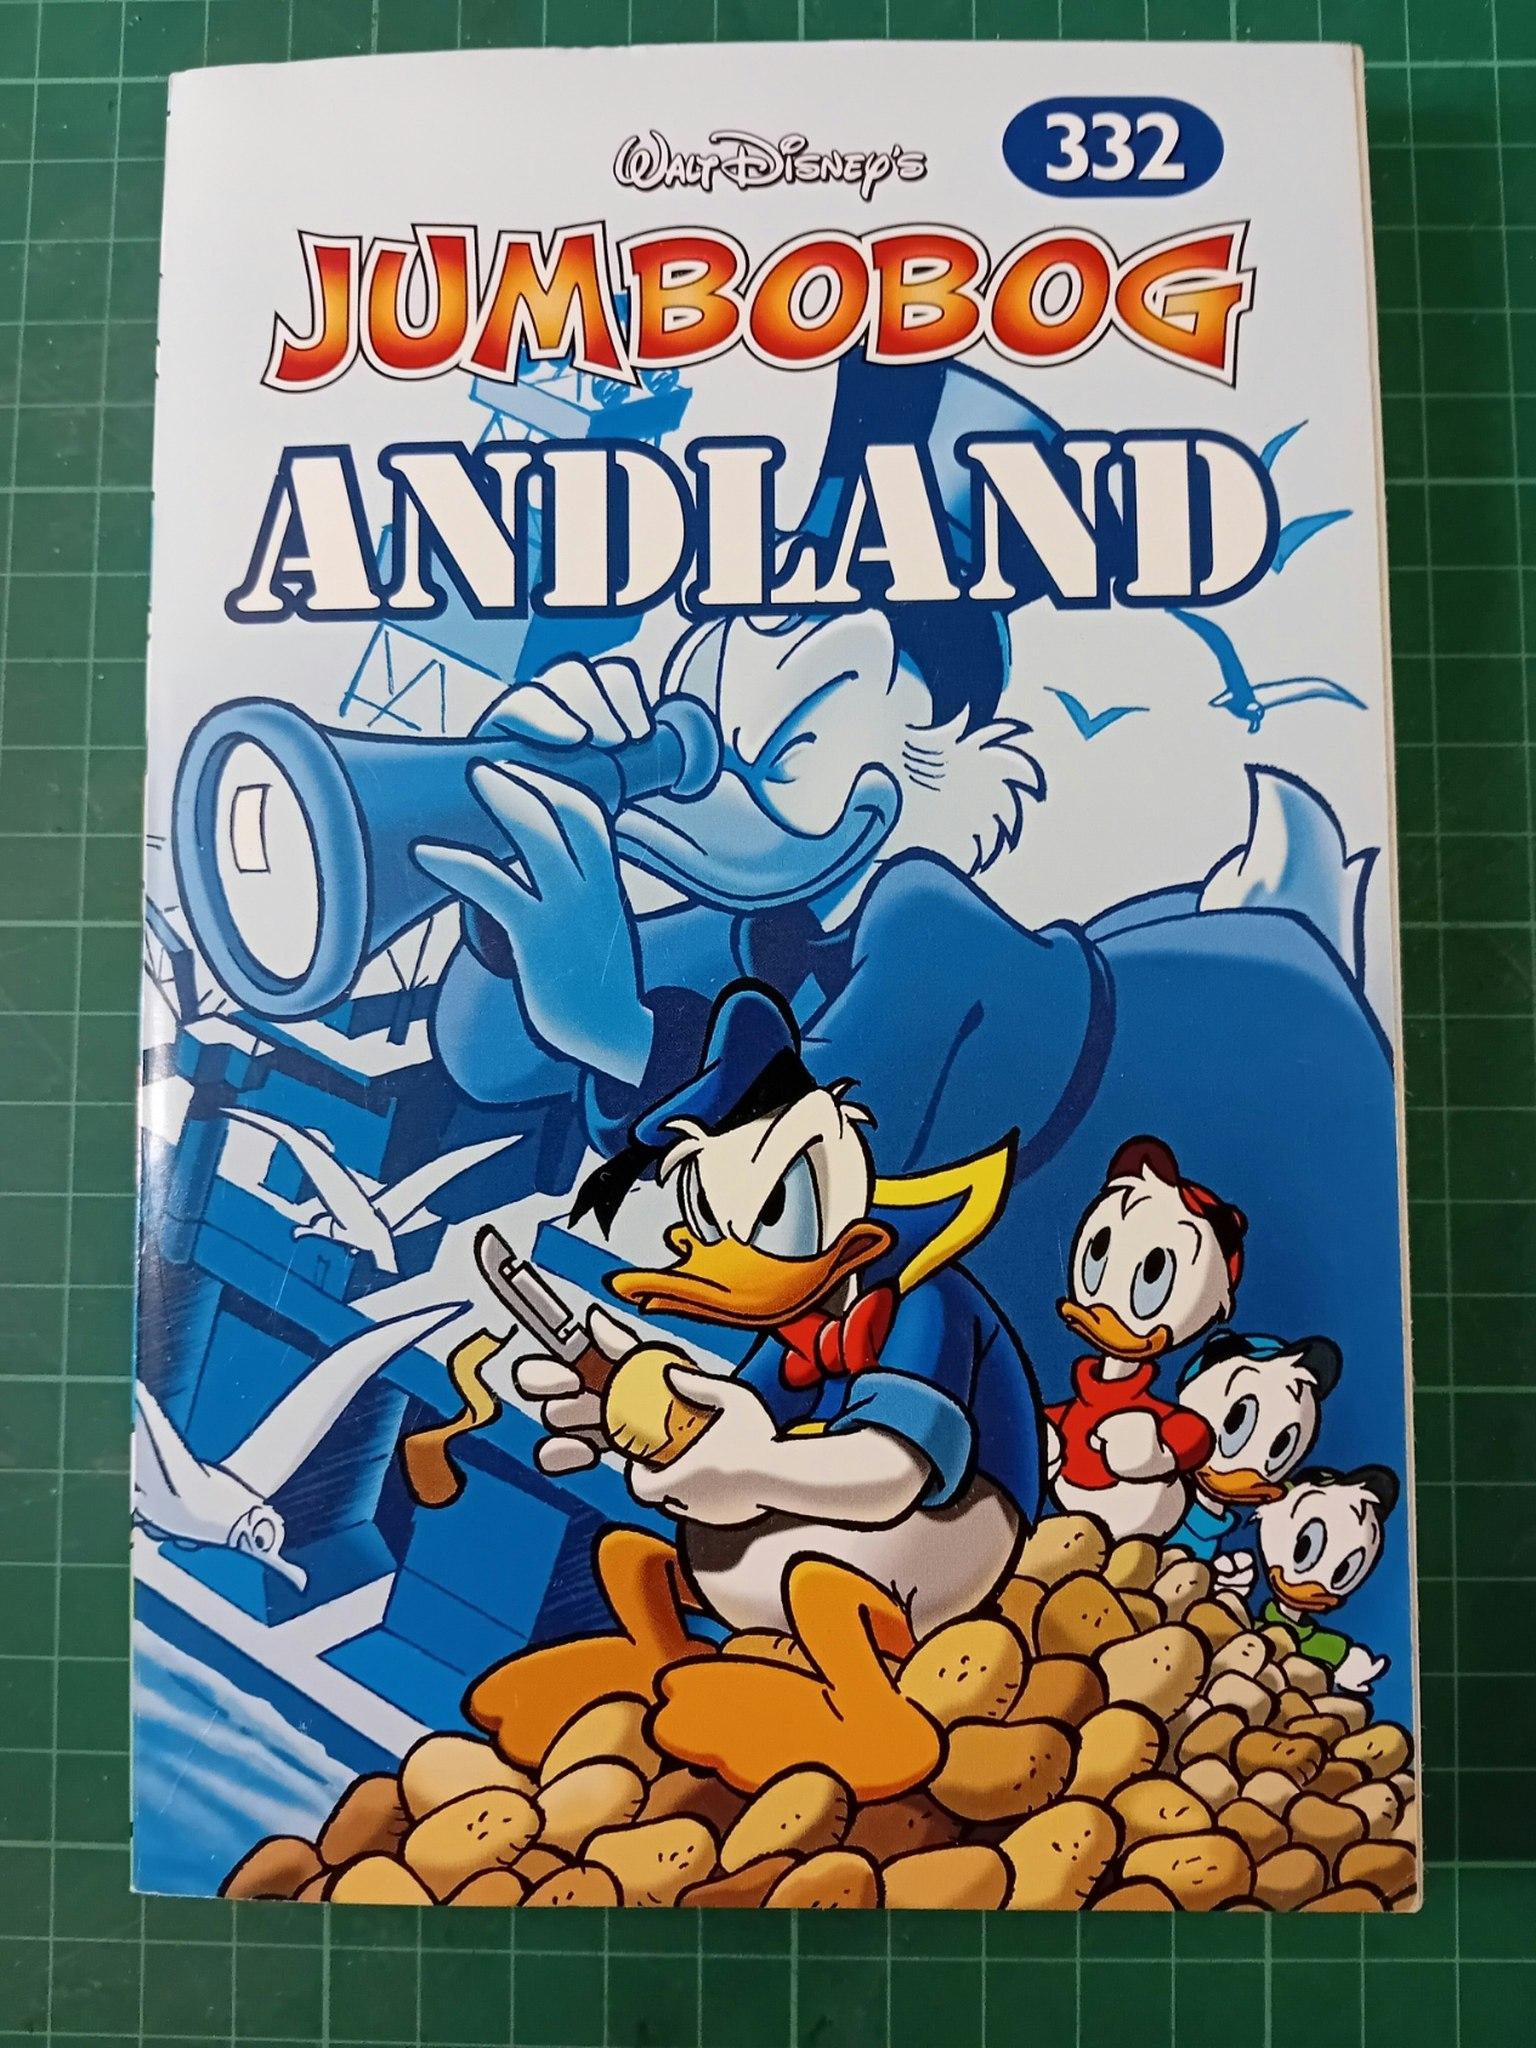 332
WALT DISNEY'S
JUMBOBOG
ANDLAND